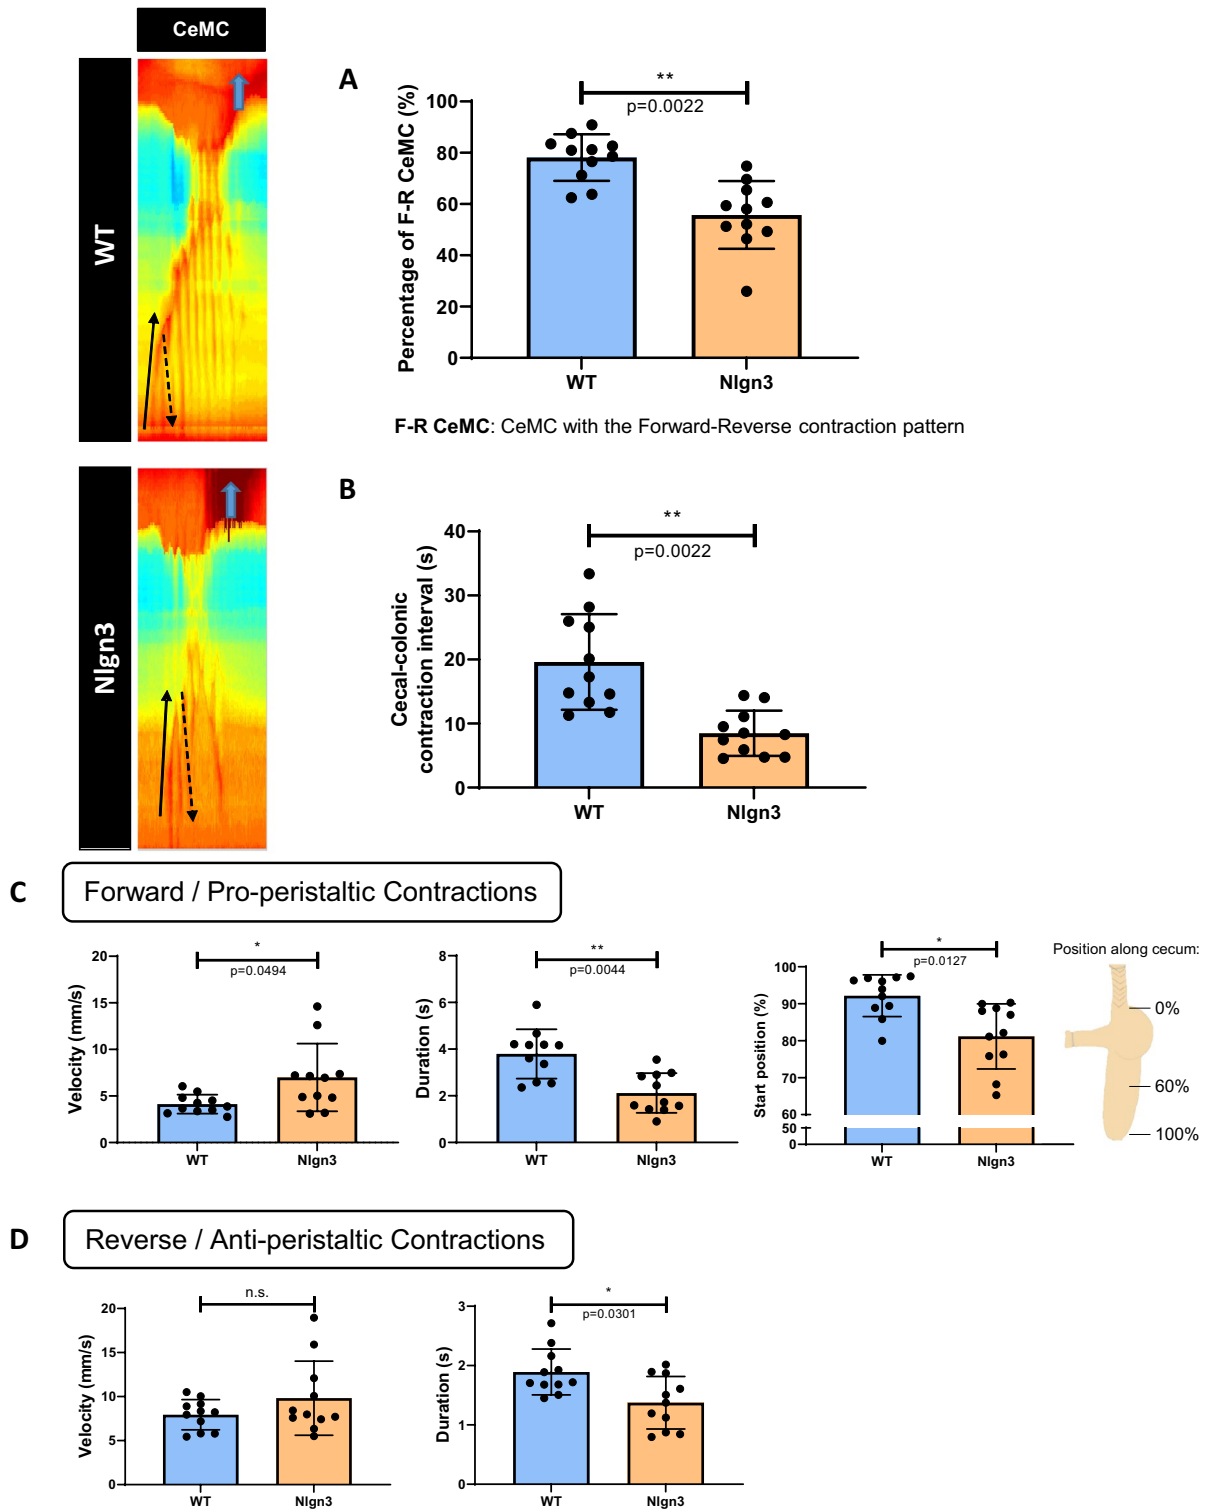 CeMC
WT
Nlgn3
A
**
p=0.0022
Percentage of F-R CeMC (%)
100
80
60
40
20
0
WT
Nlgn3
F-R CeMC: CeMC with the Forward-Reverse contraction pattern
B
**
p=0.0022
Cecal-colonic
contraction interval (s)
40
30
20
10
0
WT
Nlgn3
C
Forward / Pro-peristaltic Contractions
*
p=0.0494
Velocity (mm/s)
20
15
10
5
0
WT
Nlgn3
**
p=0.0044
Duration (s)
8
6
4
2
0
WT
Nlgn3
*
p=0.0127
Start position (%)
100
90
80
70
60
50
0
WT
Nlgn3
Position along cecum:
0%
60%
100%
D
Reverse / Anti-peristaltic Contractions
n.s.
Velocity (mm/s)
20
15
10
5
0
WT
Nlgn3
*
p=0.0301
Duration (s)
3
2
1
0
WT
Nlgn3